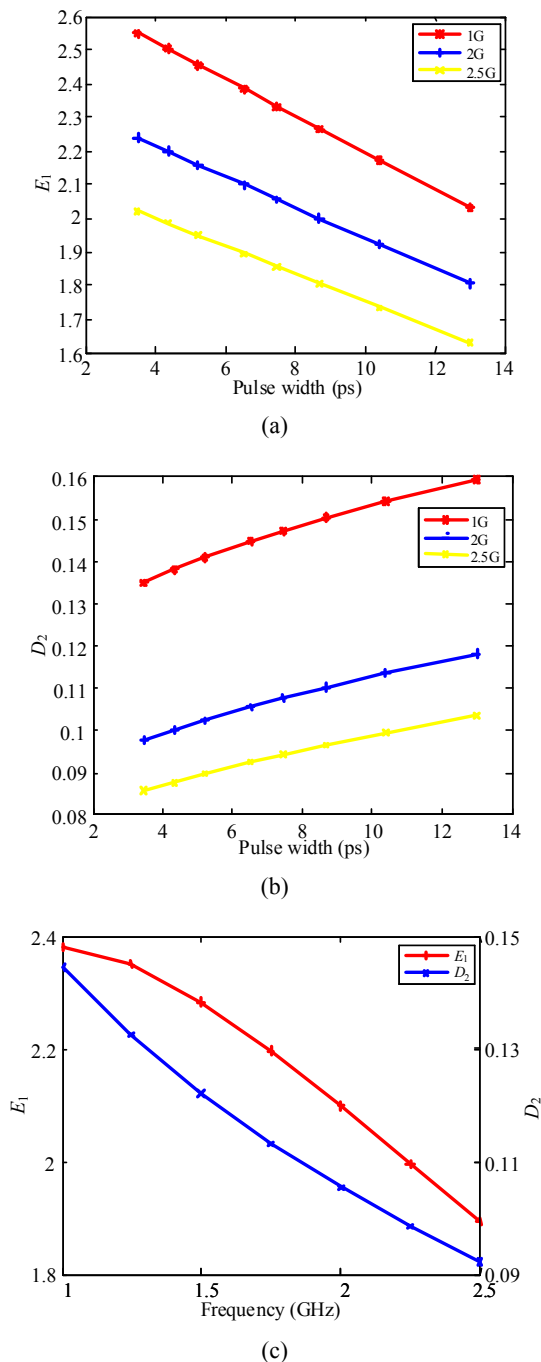 2.6
2.5
2.4
2.3
2.2
2.1
2
1.9
1.8
1.7
1.6
E1
2 4 6 8 10 12 14
Pulse width (ps)
1G
2G
2.5G
(a)
0.16
0.15
0.14
0.13
0.12
0.11
0.1
0.09
0.08
D2
2 4 6 8 10 12 14
Pulse width (ps)
1G
2G
2.5G
(b)
2.4
2.2
2
1.8
E1
0.15
0.13
0.11
0.09
D2
1 1.5 2 2.5
Frequency (GHz)
E1
D2
(c)